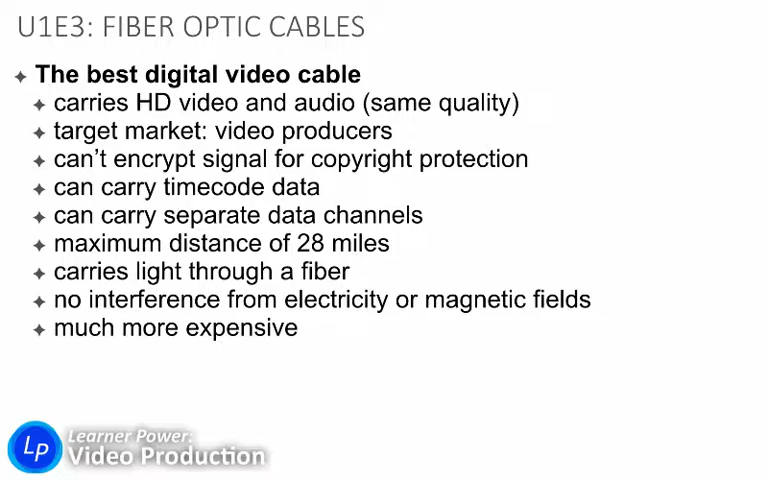 U1E3: FIBER OPTIC CABLES
The best digital video cable
carries HD video and audio (same quality)
target market: video producers
can't encrypt signal for copyright protection
can carry timecode data
can carry separate data channels
maximum distance of 28 miles
carries light through a fiber
no interference from electricity or magnetic fields
much more expensive
Lp
Learner Power:
Video Production